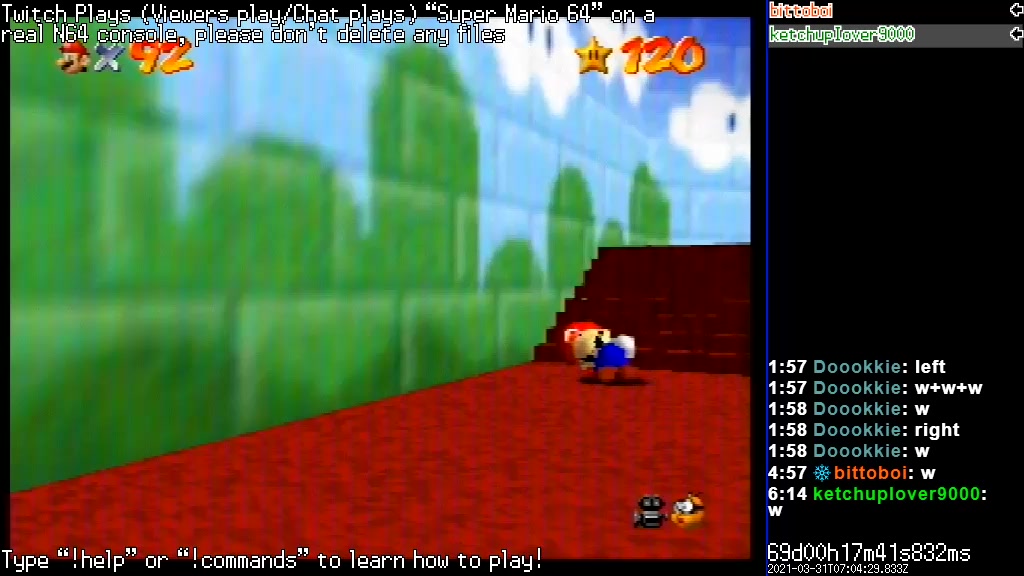 Twitch Plays (Viewers play/Chat plays) “Super Mario 64” on a
real N64 console, please don’t delete any files
92
120
bittoboi
ketchuplover9000
1:57 Doookkie: left
1:57 Doookkie: w+w+w
1:58 Doookkie: w
1:58 Doookkie: right
1:58 Doookkie: w
4:57 bittoboi: w
6:14 ketchuplover9000:
w
69d00h17m41s832ms
2021-03-31T07:04:29.833Z
Type “!help” or “!commands” to learn how to play!